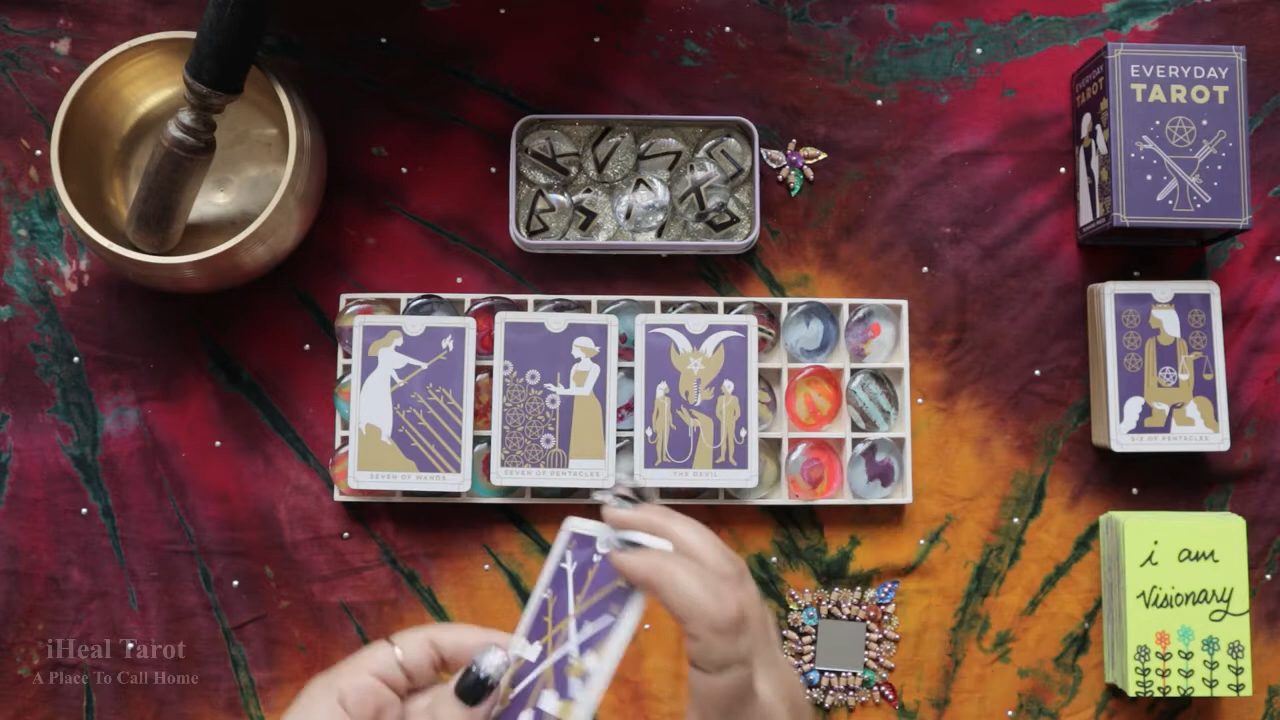 EVERYDAY
TAROT
EVERYDAY
TAROT
SEVEN OF WANDS
SEVEN OF PENTACLES
THE DEVIL
SIX OF PENTACLES
i am
Visionary
iHeal Tarot
A Place To Call Home